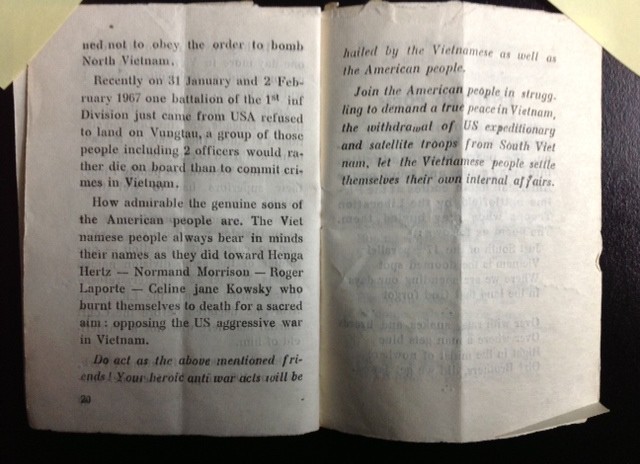 ned not to obey the order to bomb
North Vietnam.
Recently on 31 January and 2 Feb-
ruary 1967 one battalion of the 1st inf
Division just came from USA refused
to land on Vungtau, a group of those
people including 2 officers would ra-
ther die on board than to commit cri-
mes in Vietnam.
How admirable the genuine sons of
the American people are. The Viet
namese people always bear in minds
their names as they did toward Henga
Hertz — Normand Morrison — Roger
Laporte — Celine jane Kowsky who
burnt themselves to death for a sacred
aim : opposing the US aggressive war
in Vietnam.
Do act as the above mentioned fri-
ends! Your heroic anti war acts will be
20
hailed by the Vietnamese as well as
the American people.
Join the American people in strugg-
ling to demand a true peace in Vietnam,
the withdrawal of US expeditionary
and satellite troops from South Viet
nam, let the Vietnamese people settle
themselves their own internal affairs.